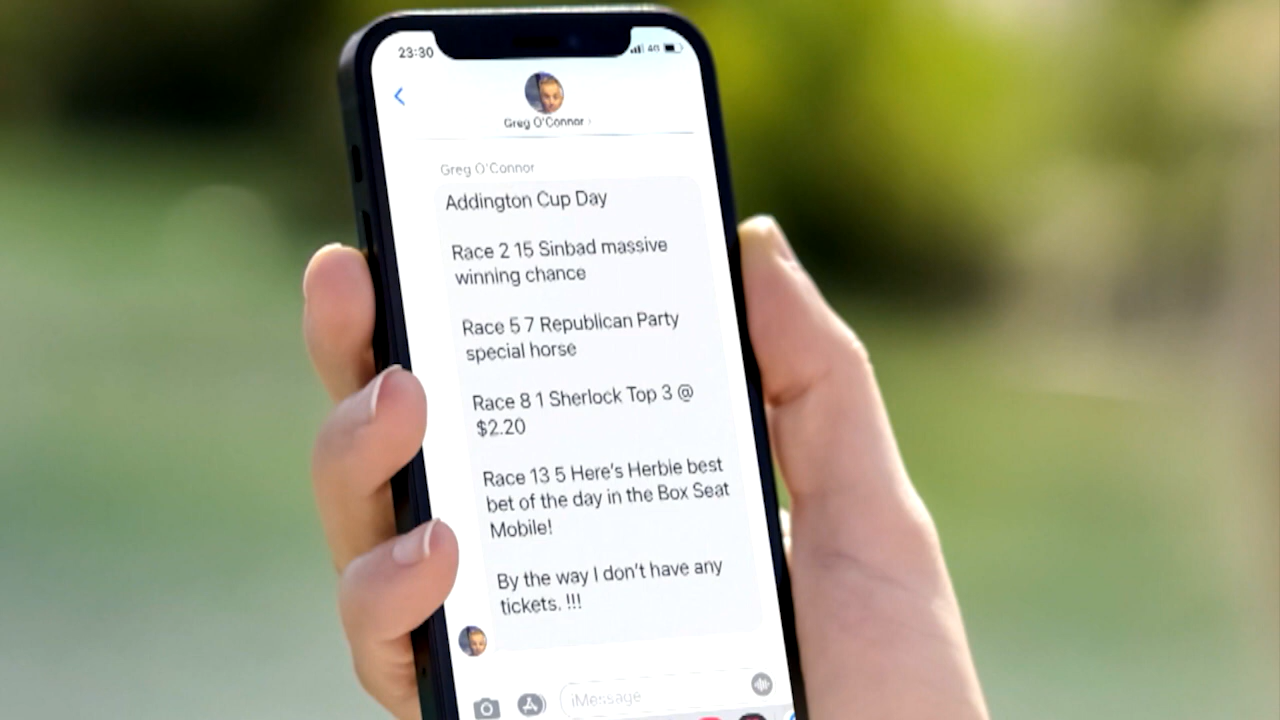 23:30
4G
Greg O'Connor
Greg O'Connor
Addington Cup Day
Race 2 15 Sinbad massive
winning chance
Race 5 7 Republican Party
special horse
Race 8 1 Sherlock Top 3 @
$2.20
Race 13 5 Here's Herbie best
bet of the day in the Box Seat
Mobile!
By the way I don't have any
tickets. !!!
iMessage